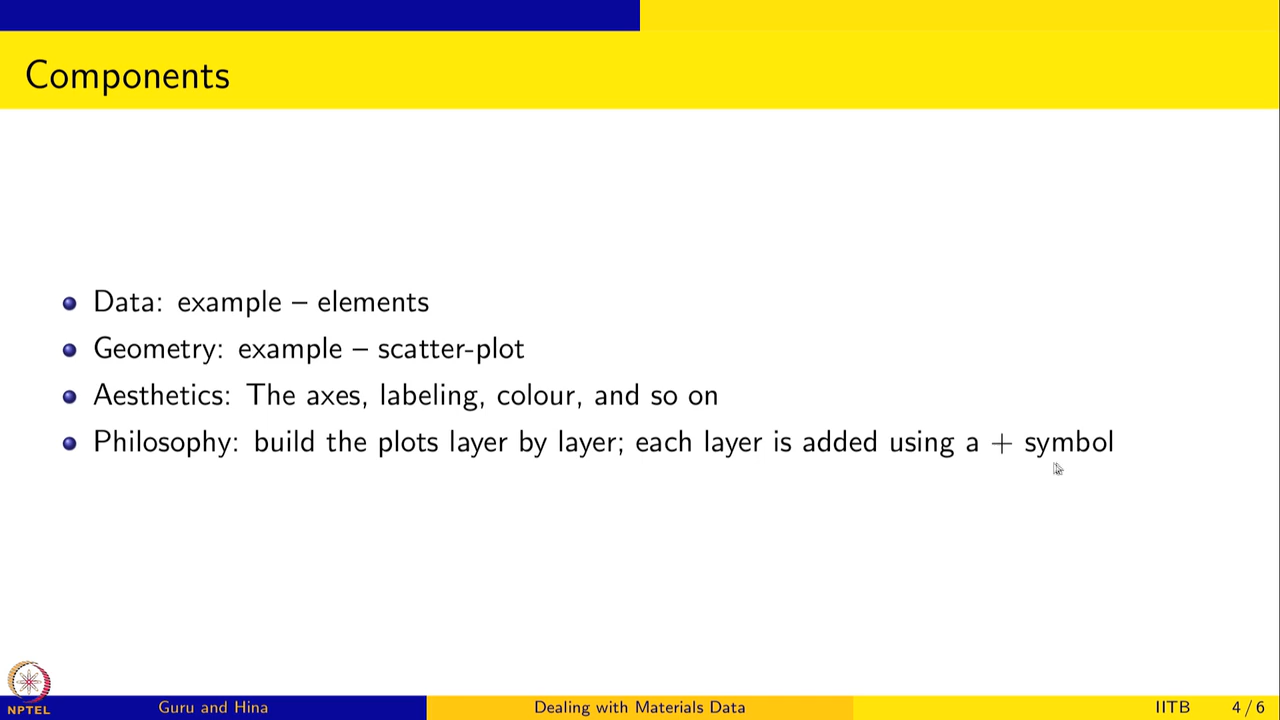 Components
Data: example – elements
Geometry: example – scatter-plot
Aesthetics: The axes, labeling, colour, and so on
Philosophy: build the plots layer by layer; each layer is added using a + symbol
NPTEL
Guru and Hina
Dealing with Materials Data
IITB
4 / 6